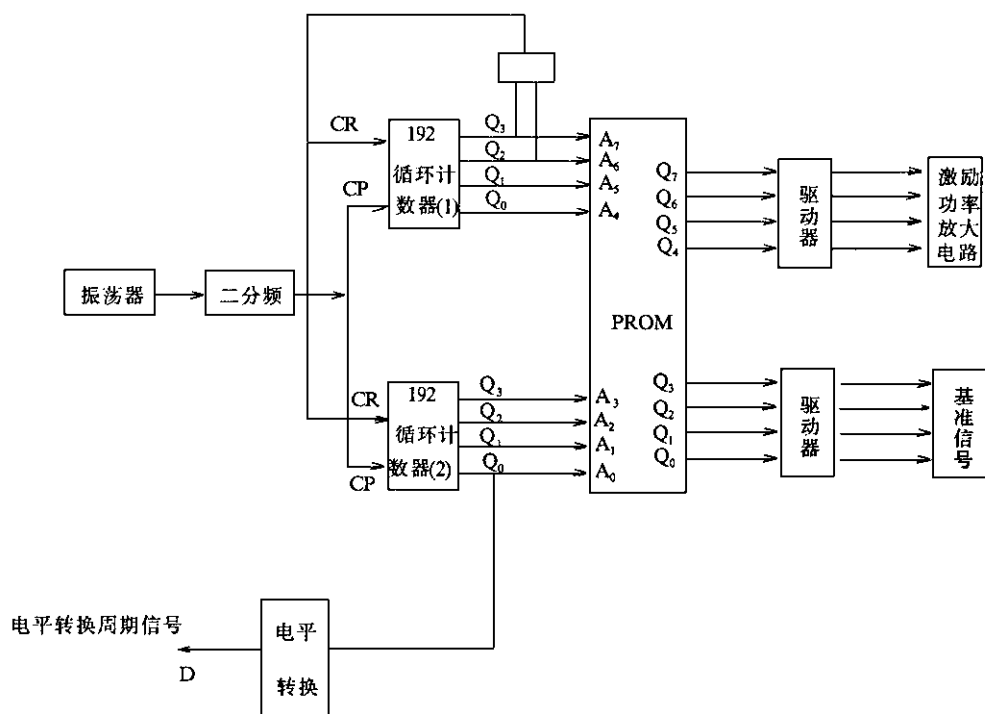 CR
192
循环计
数器(1)
CP
Q3
Q2
Q1
Q0
A7
A6
A5
A4
Q7
Q6
Q5
Q4
驱动器
激励
功率
放大
电路
振荡器
二分频
PROM
CR
192
循环计
数器(2)
CP
Q3
Q2
Q1
Q0
A3
A2
A1
A0
Q3
Q2
Q1
Q0
驱动器
基准信号
电平转换周期信号
D
电平
转换